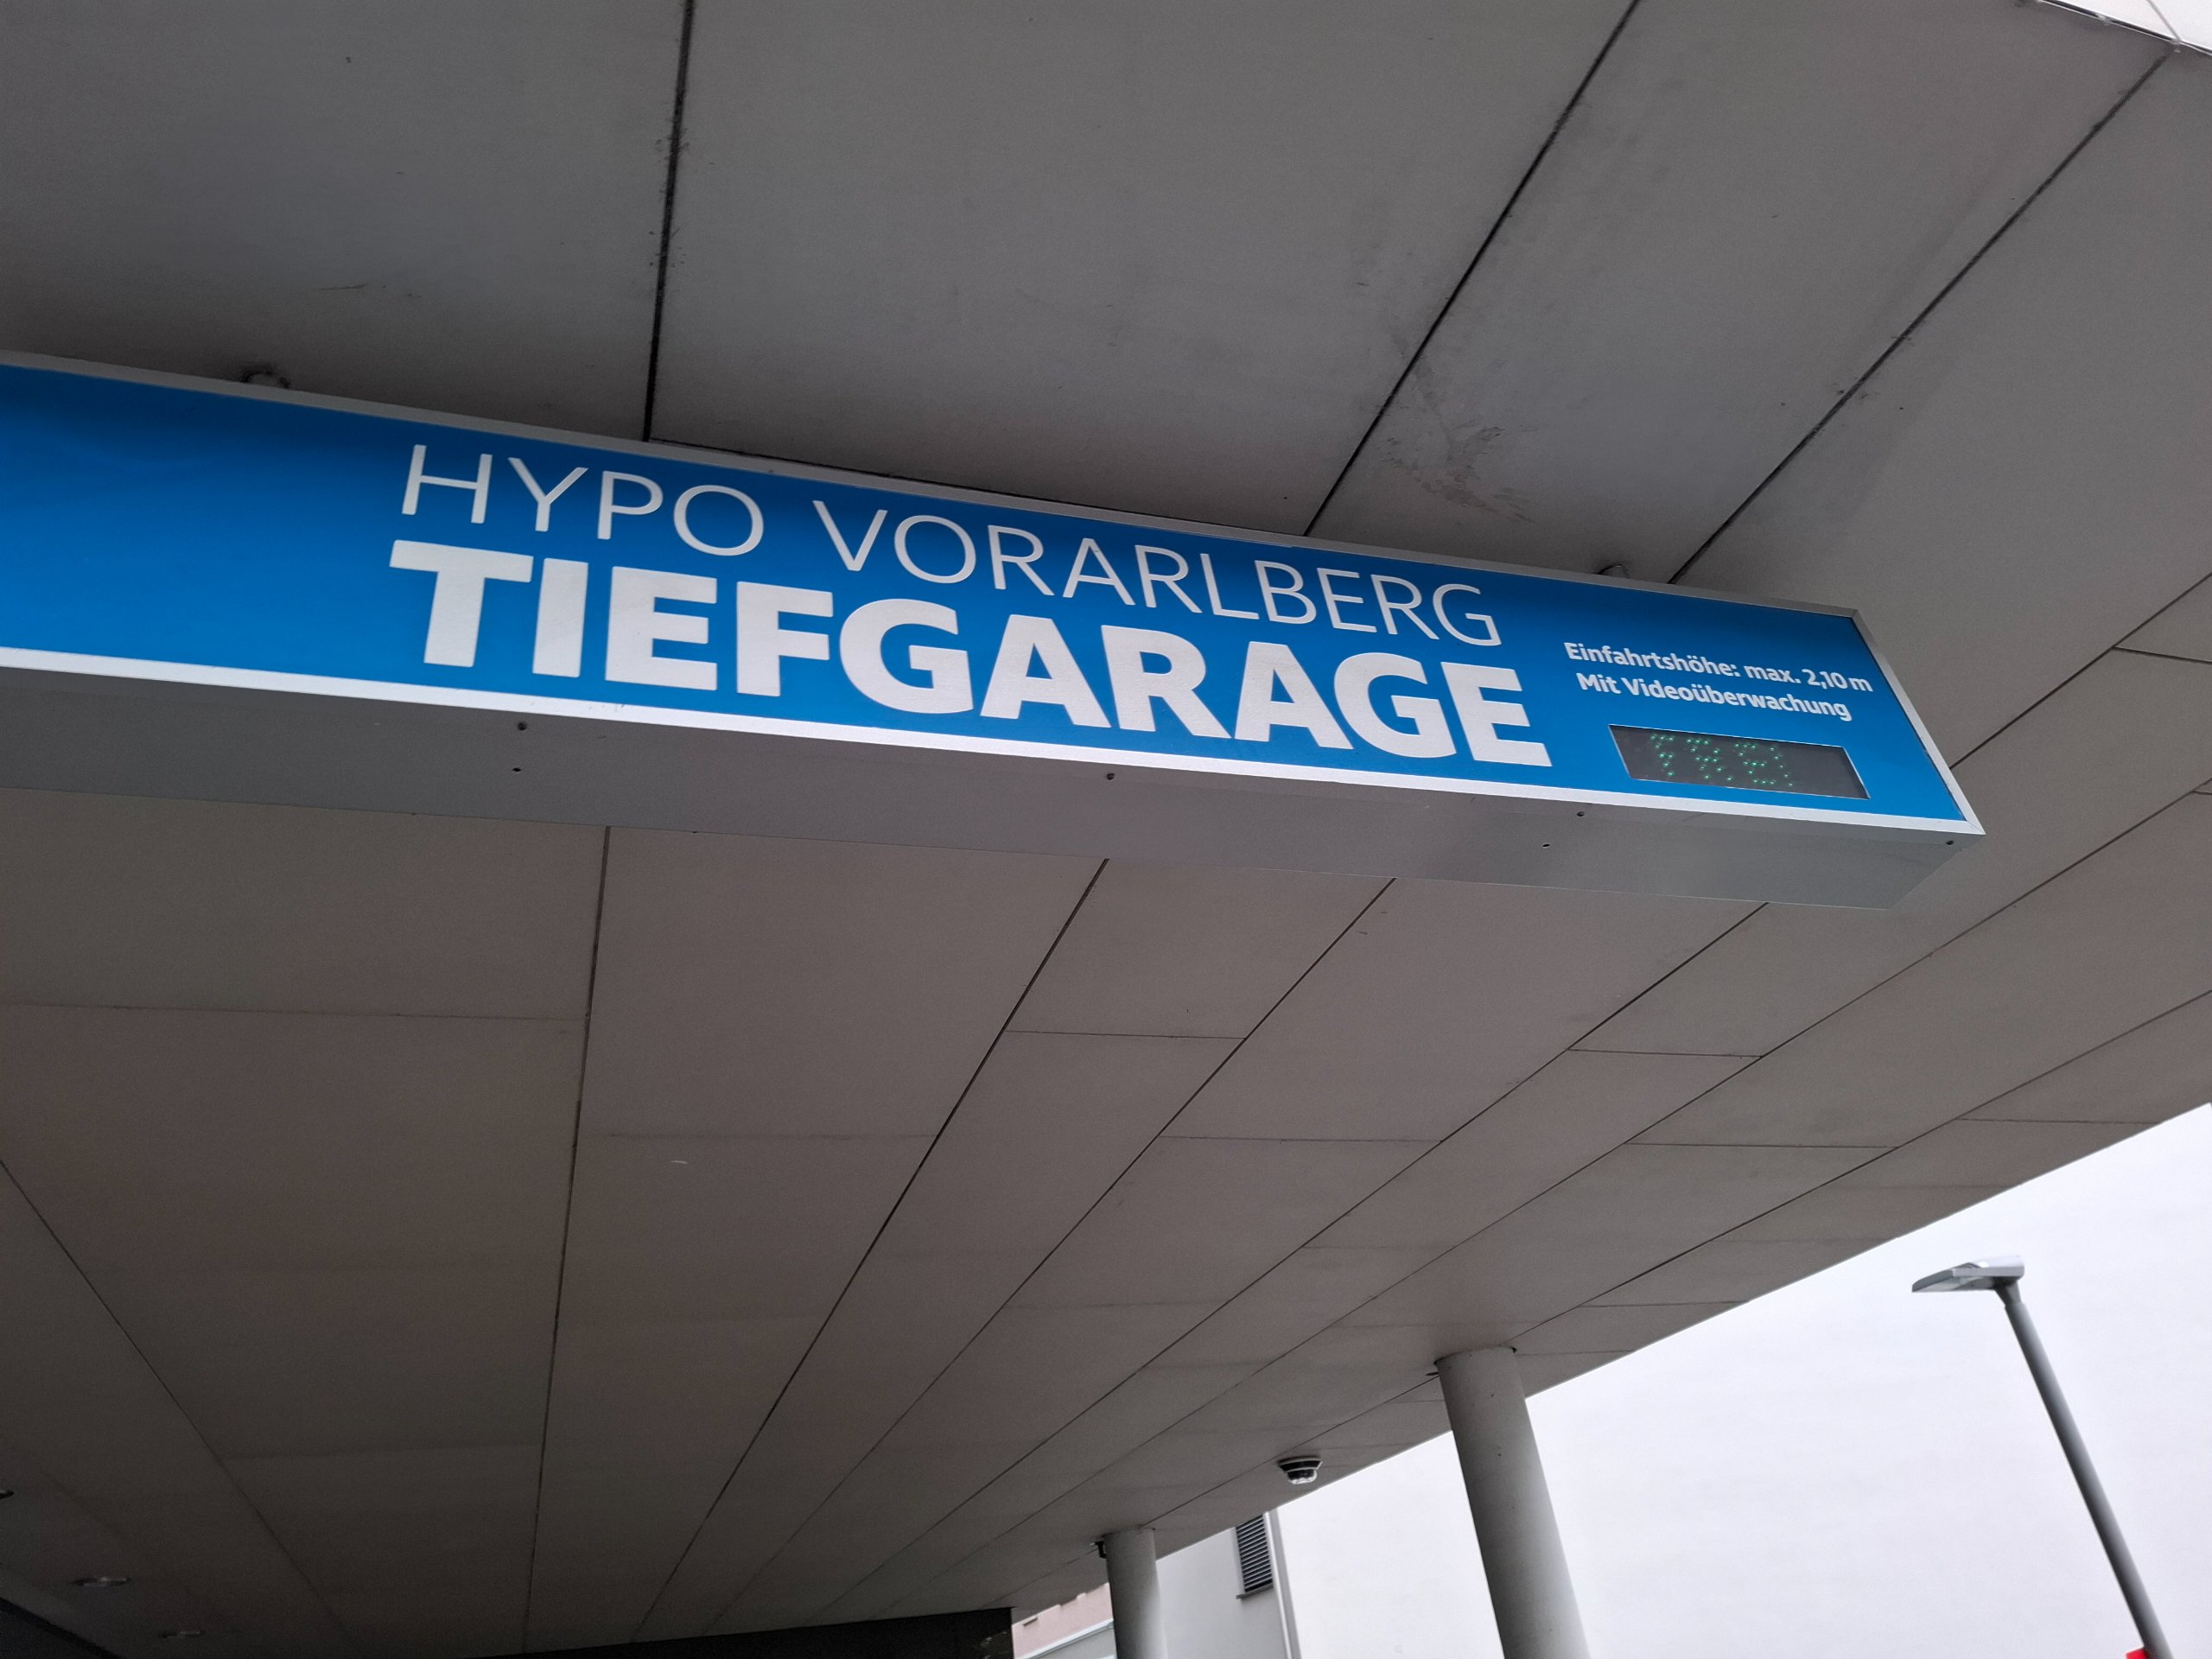 HYPO VORARLBERG
TIEFGARAGE
Einfahrtshöhe: max. 2,10 m
Mit Videoüberwachung